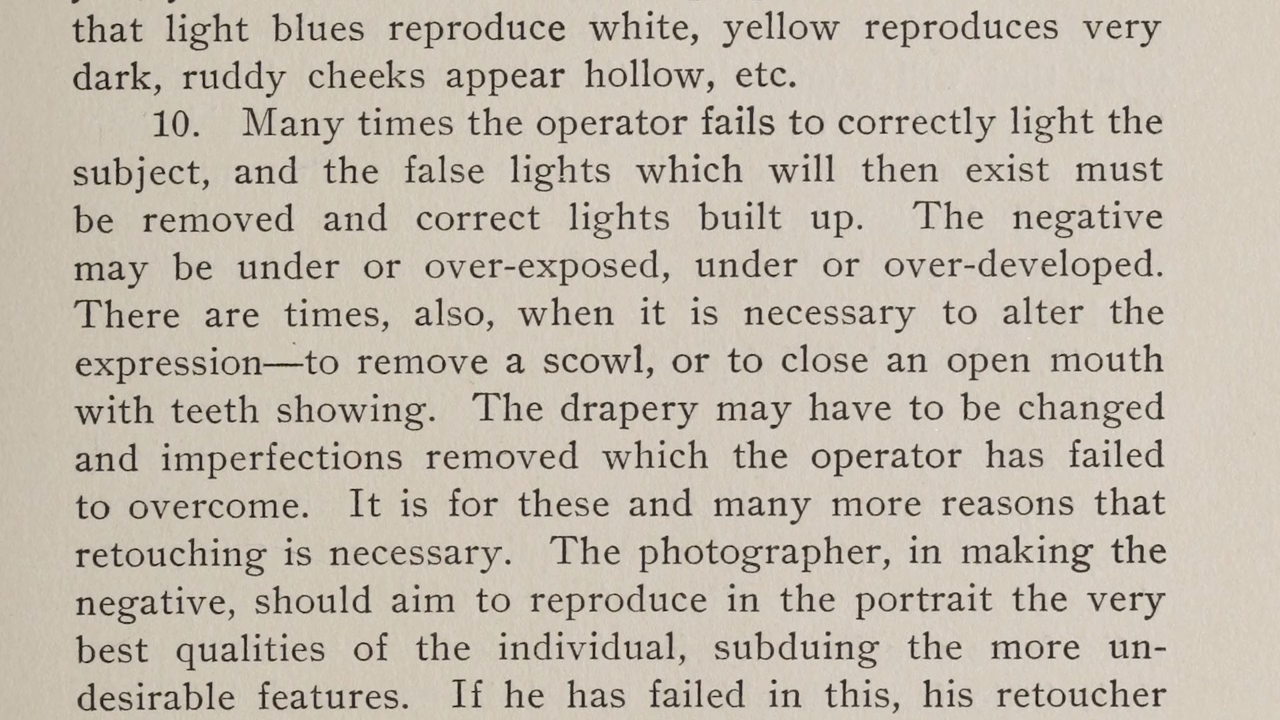 that light blues reproduce white, yellow reproduces very
dark, ruddy cheeks appear hollow, etc.
10. Many times the operator fails to correctly light the
subject, and the false lights which will then exist must
be removed and correct lights built up. The negative
may be under or over-exposed, under or over-developed.
There are times, also, when it is necessary to alter the
expression—to remove a scowl, or to close an open mouth
with teeth showing. The drapery may have to be changed
and imperfections removed which the operator has failed
to overcome. It is for these and many more reasons that
retouching is necessary. The photographer, in making the
negative, should aim to reproduce in the portrait the very
best qualities of the individual, subduing the more un-
desirable features. If he has failed in this, his retoucher